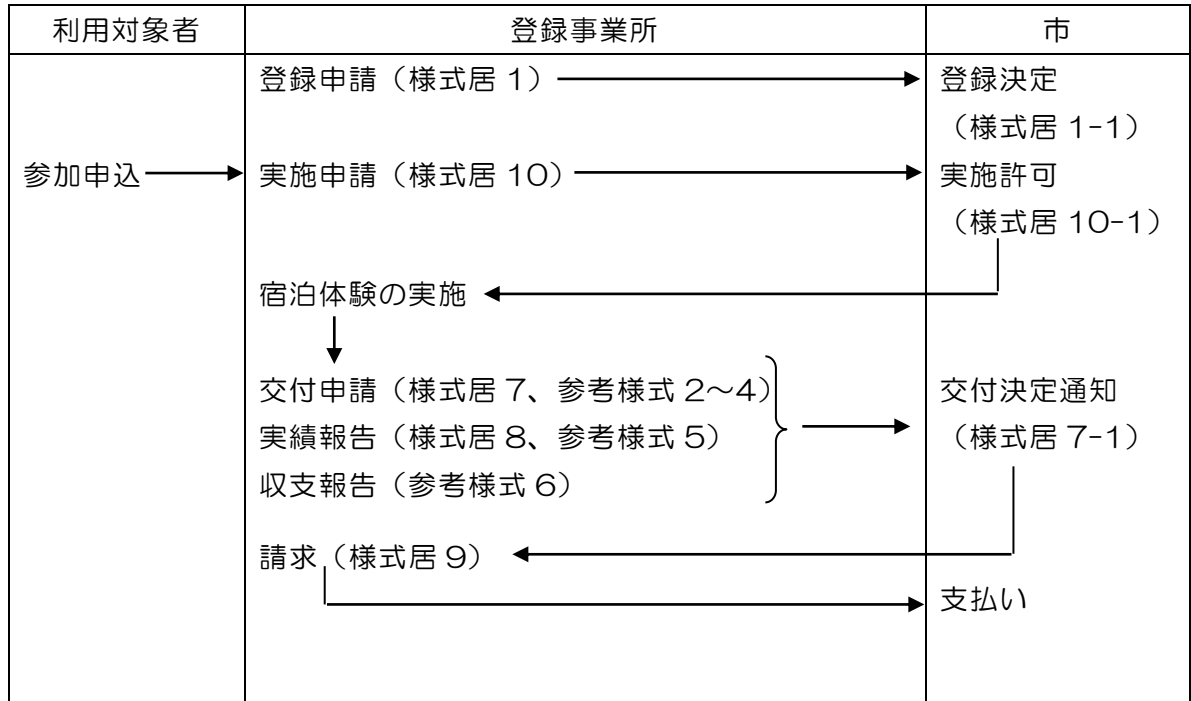 利用対象者 登録事業所 市
登録申請（様式居 1） 登録決定
（様式居 1-1）
参加申込 実施申請（様式居 10） 実施許可
（様式居 10-1）
宿泊体験の実施
交付申請（様式居 7、参考様式 2～4） 交付決定通知
実績報告（様式居 8、参考様式 5） （様式居 7-1）
収支報告（参考様式 6）
請求（様式居 9）
支払い